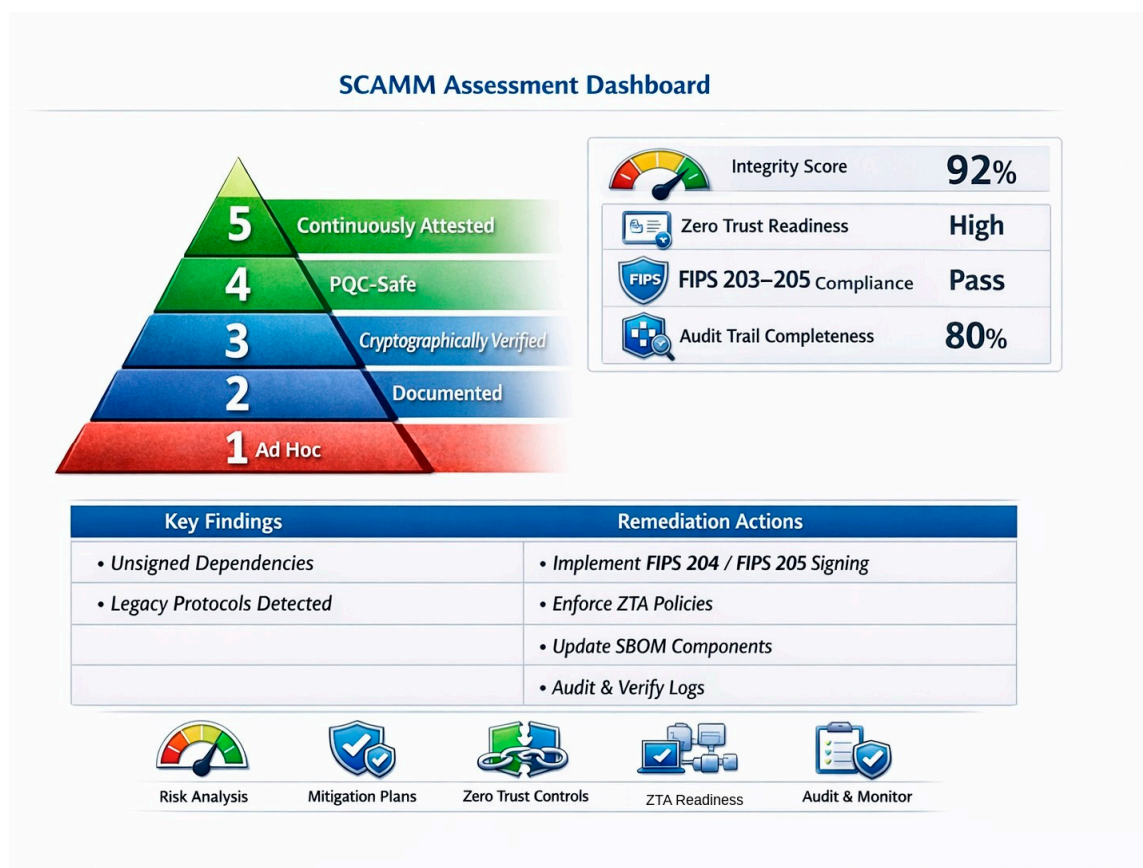 SCAMM Assessment Dashboard
5 Continuously Attested
4 PQC-Safe
3 Cryptographically Verified
2 Documented
1 Ad Hoc
Integrity Score 92%
Zero Trust Readiness High
FIPS FIPS 203–205 Compliance Pass
Audit Trail Completeness 80%
Key Findings Remediation Actions
• Unsigned Dependencies • Implement FIPS 204 / FIPS 205 Signing
• Legacy Protocols Detected • Enforce ZTA Policies
• Update SBOM Components
• Audit & Verify Logs
Risk Analysis Mitigation Plans Zero Trust Controls ZTA Readiness Audit & Monitor